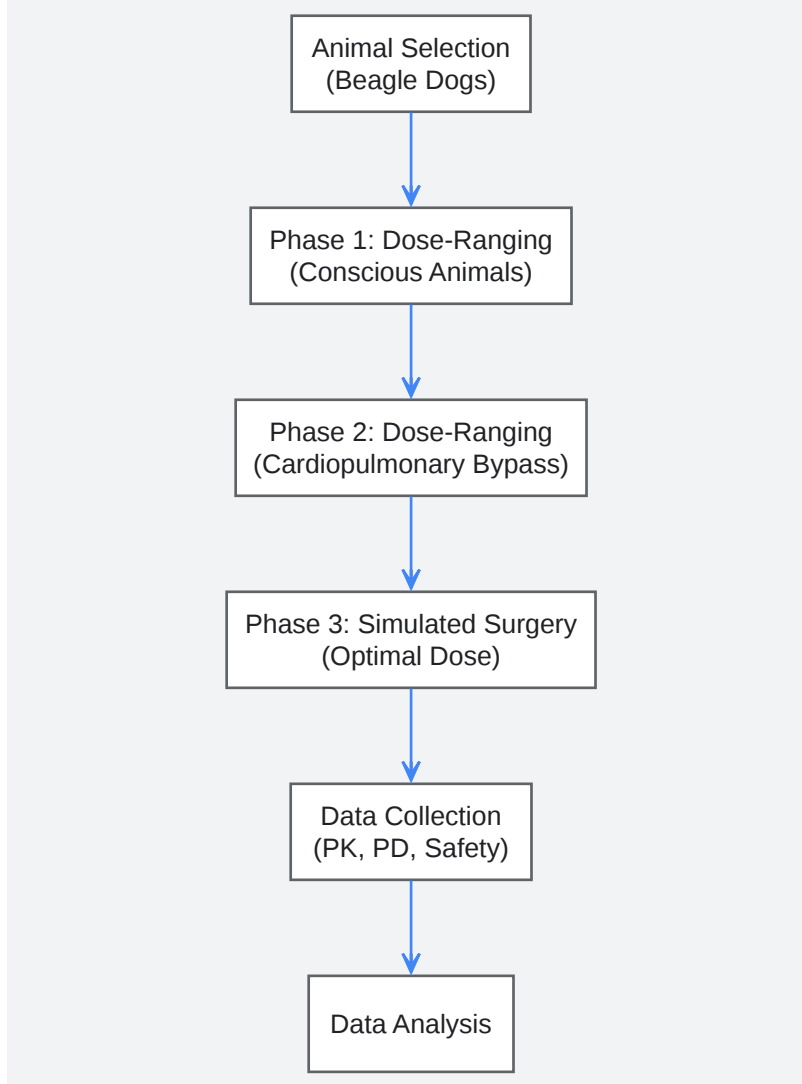 Animal Selection
(Beagle Dogs)
Phase 1: Dose-Ranging
(Conscious Animals)
Phase 2: Dose-Ranging
(Cardiopulmonary Bypass)
Phase 3: Simulated Surgery
(Optimal Dose)
Data Collection
(PK, PD, Safety)
Data Analysis